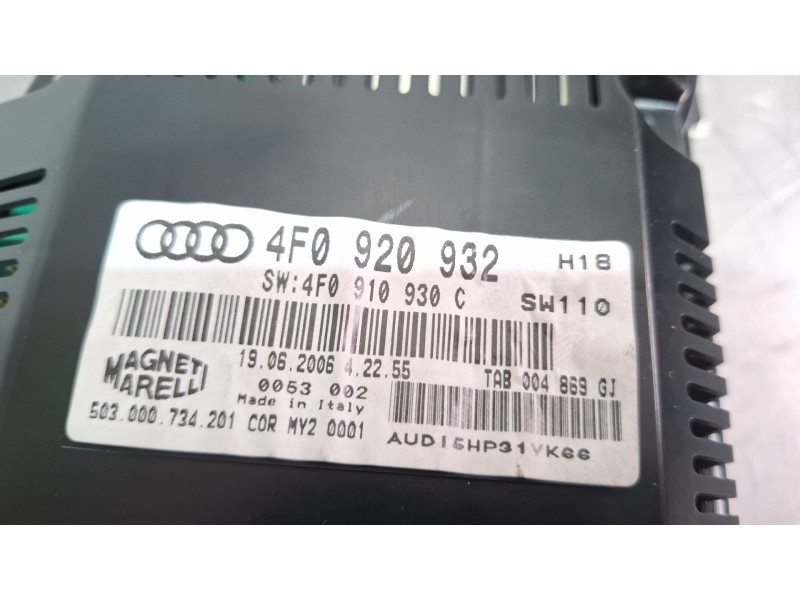 4F0 920 932 H18
SW:4F0 910 930 C SW110
19.06.2006 4.22.55 TAB 004 869 GJ
MAGNETI
MARELLI
0053 002
Made in Italy
503.000.734.201 COR MY2 0001
AUDI5HP31VK66